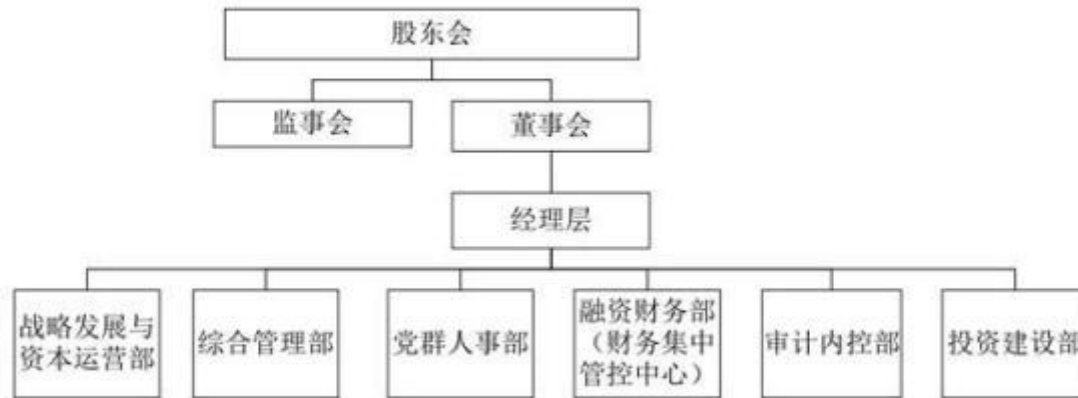 股东会
监事会
董事会
经理层
战略发展与
资本运营部
综合管理部
党群人事部
融资财务部
（财务集中
管控中心）
审计内控部
投资建设部